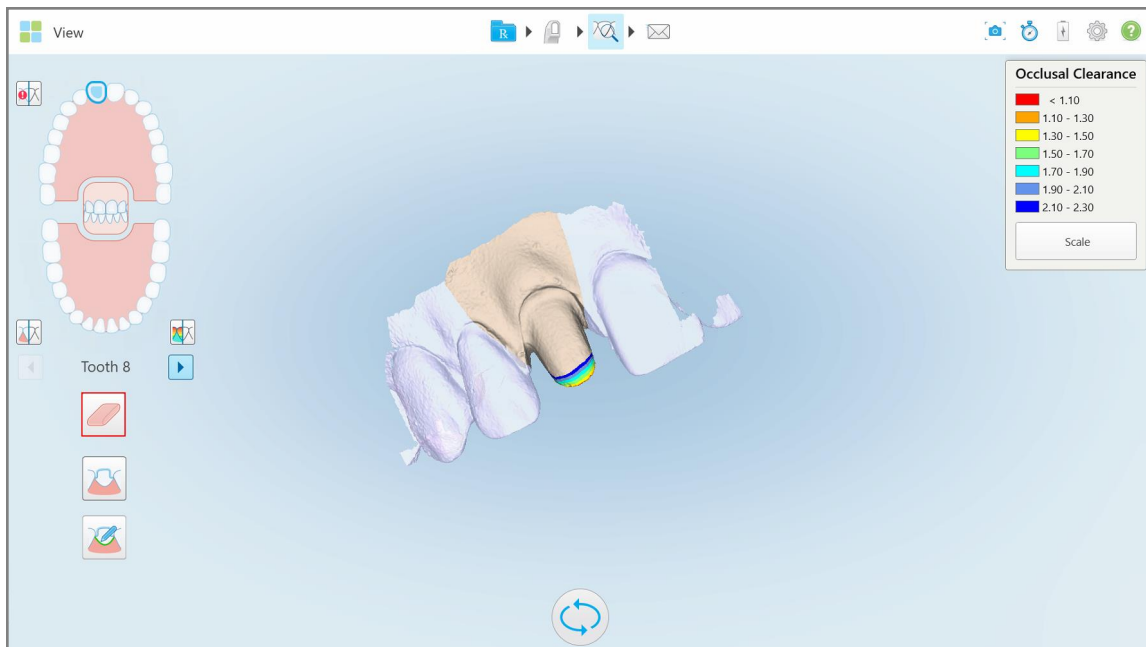 View
R
?
Occlusal Clearance
< 1.10
1.10 - 1.30
1.30 - 1.50
1.50 - 1.70
1.70 - 1.90
1.90 - 2.10
2.10 - 2.30
Scale
Tooth 8